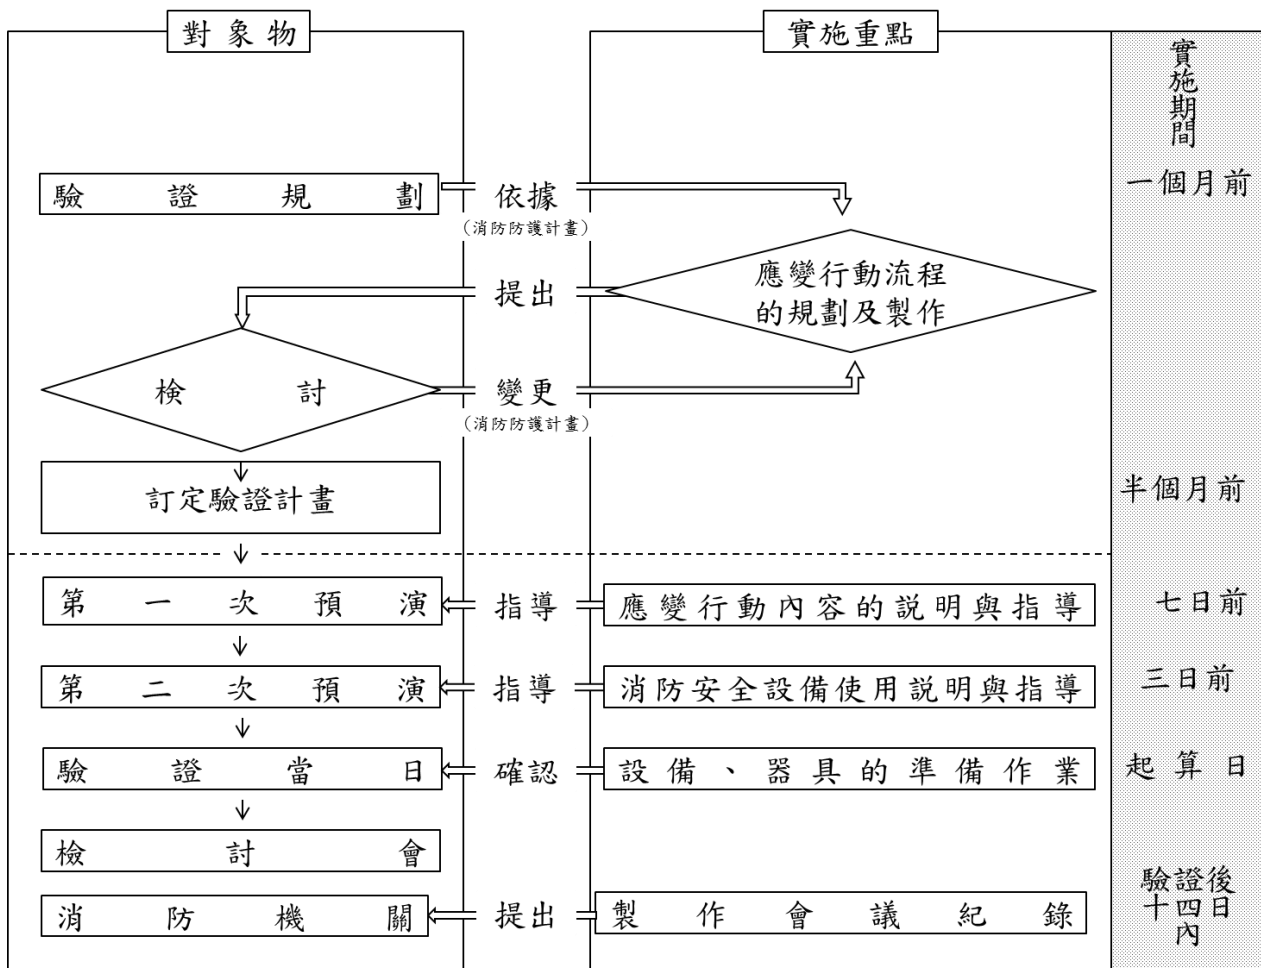 對象物
實施重點
實施期間
驗證規劃
依據
(消防防護計畫)
一個月前
應變行動流程
的規劃及製作
提出
検討
變更
(消防防護計畫)
訂定驗證計畫
半個月前
第一次預演
指導
應變行動內容的說明與指導
七日前
第二次預演
指導
消防安全設備使用說明與指導
三日前
驗證當日
確認
設備、器具的準備作業
起算日
檢討會
消防機關
提出
製作會議紀錄
驗證後
十四日
內